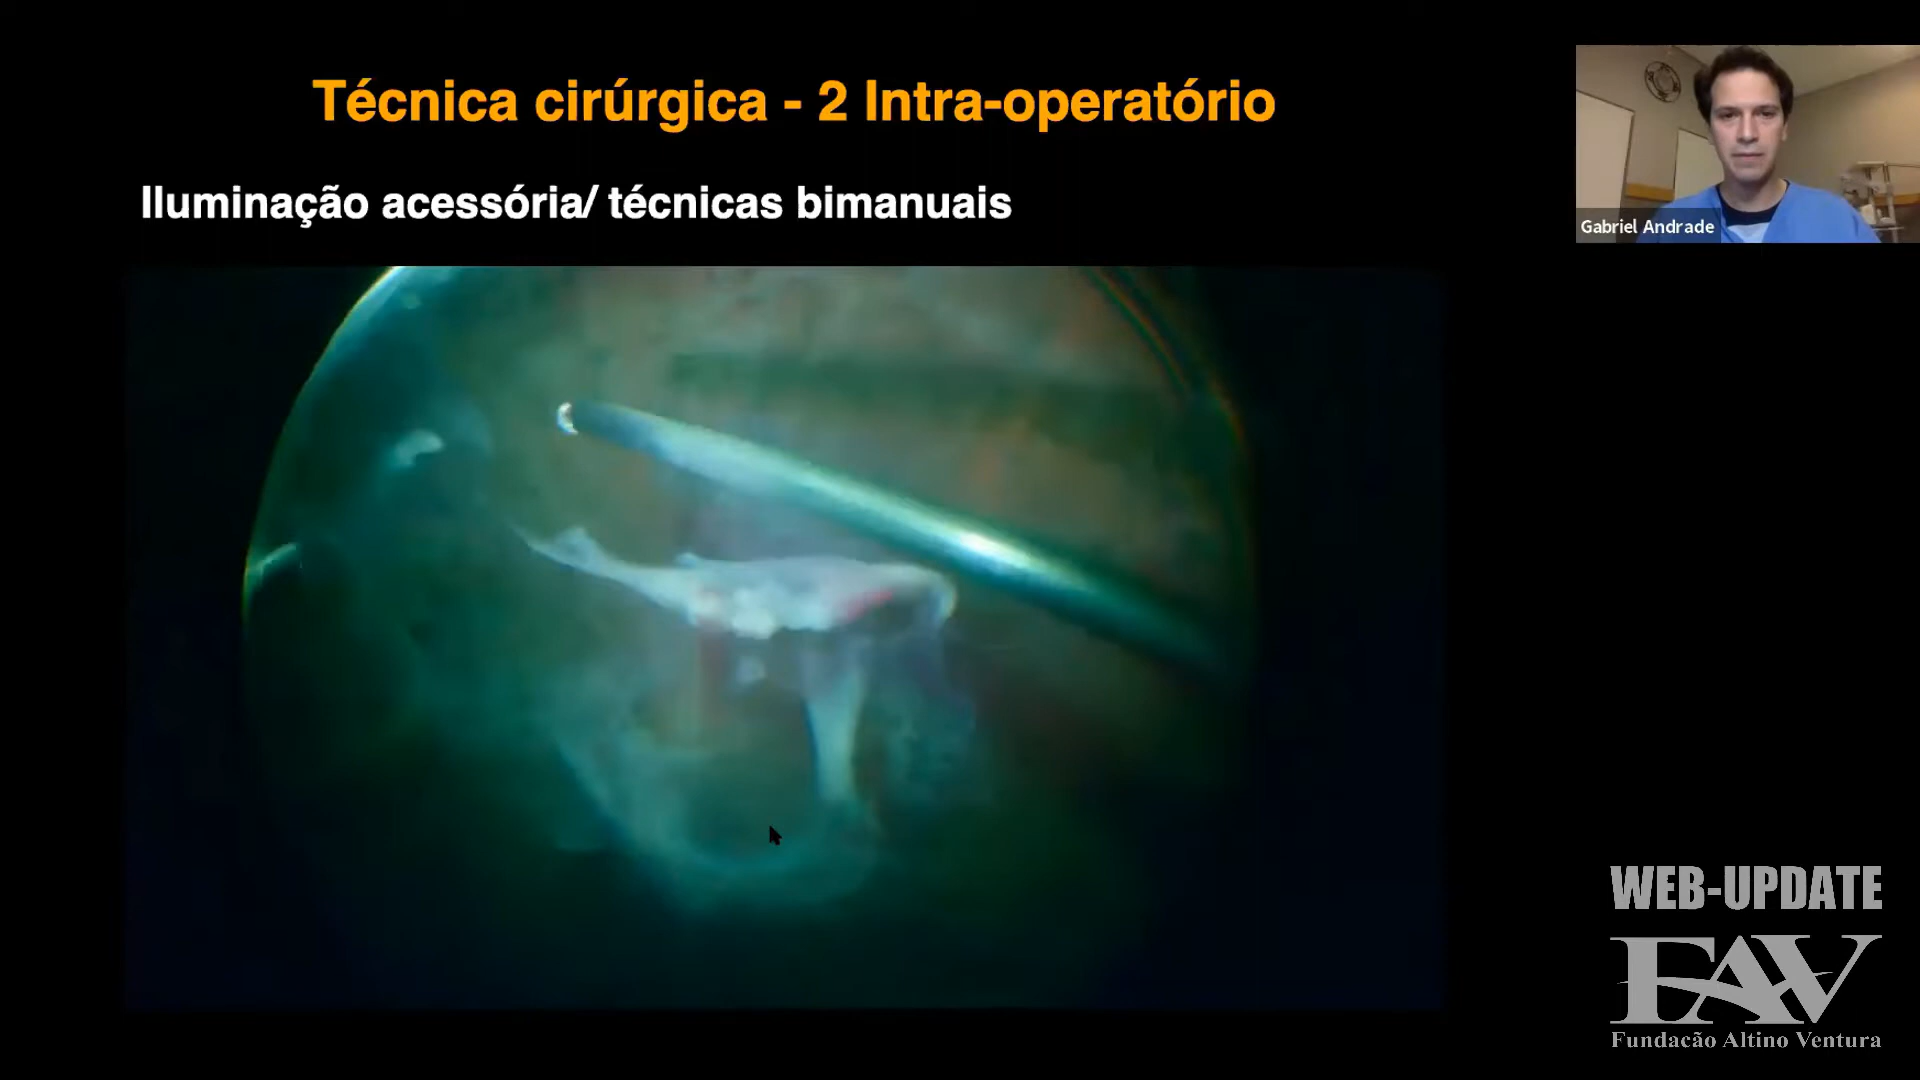 Técnica cirúrgica - 2 Intra-operatório
Iluminação acessória/ técnicas bimanuais
Gabriel Andrade
WEB-UPDATE
FAV
Fundacão Altino Ventura